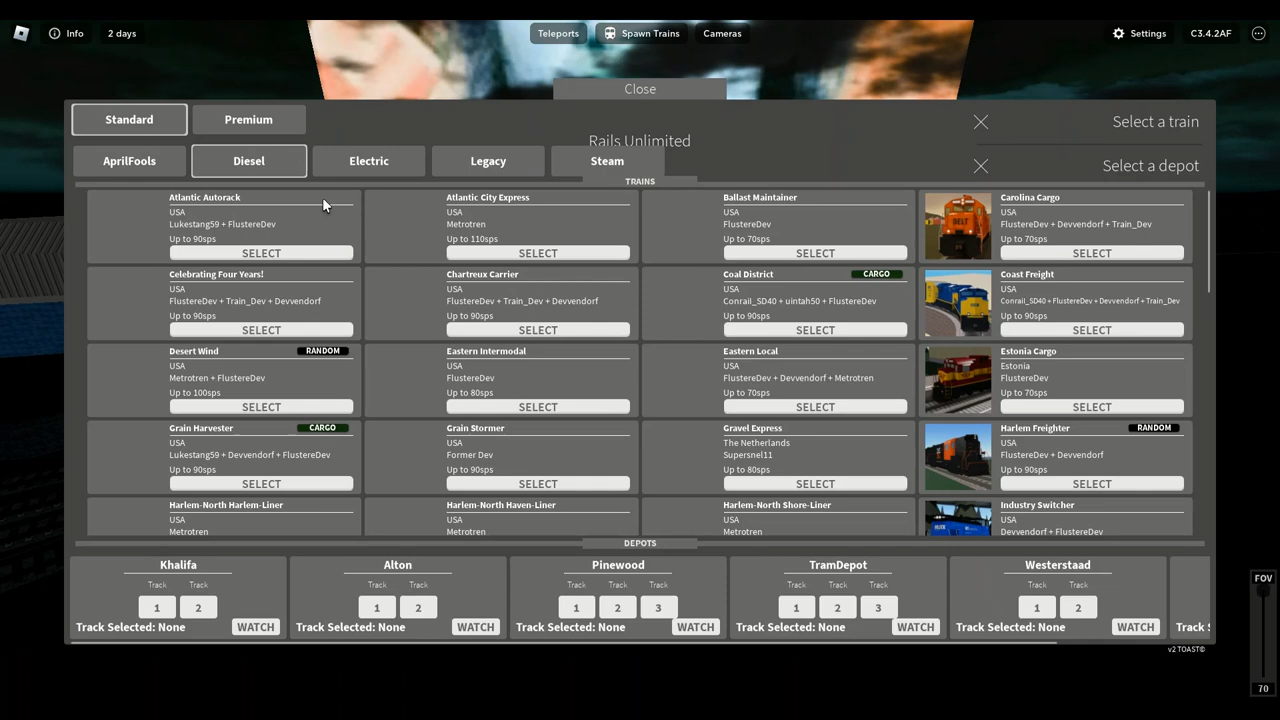 Info
2 days
Teleports
Spawn Trains
Cameras
Settings
C3.4.2AF
Close
Standard
Premium
Rails Unlimited
Select a train
AprilFools
Diesel
Electric
Legacy
Steam
Select a depot
TRAINS
Atlantic Autorack
USA
Lukestang59 + FlustereDev
Up to 90sps
SELECT
Atlantic City Express
USA
Metrotren
Up to 110sps
SELECT
Ballast Maintainer
USA
FlustereDev
Up to 70sps
SELECT
BELT
Carolina Cargo
USA
FlustereDev + Devvendorf + Train_Dev
Up to 70sps
SELECT
Celebrating Four Years!
USA
FlustereDev + Train_Dev + Devvendorf
Up to 90sps
SELECT
Chartreux Carrier
USA
FlustereDev + Train_Dev + Devvendorf
Up to 90sps
SELECT
Coal District
CARGO
USA
Conrail_SD40 + uintah50 + FlustereDev
Up to 90sps
SELECT
Coast Freight
USA
Conrail_SD40 + FlustereDev + Devvendorf + Train_Dev
Up to 90sps
SELECT
Desert Wind
RANDOM
USA
Metrotren + FlustereDev
Up to 100sps
SELECT
Eastern Intermodal
USA
FlustereDev
Up to 80sps
SELECT
Eastern Local
USA
FlustereDev + Devvendorf + Metrotren
Up to 70sps
SELECT
Estonia Cargo
Estonia
FlustereDev
Up to 70sps
SELECT
Grain Harvester
CARGO
USA
Lukestang59 + Devvendorf + FlustereDev
Up to 90sps
SELECT
Grain Stormer
USA
Former Dev
Up to 90sps
SELECT
Gravel Express
The Netherlands
Supersnel11
Up to 80sps
SELECT
Harlem Freighter
RANDOM
USA
FlustereDev + Devvendorf
Up to 90sps
SELECT
Harlem-North Harlem-Liner
USA
Metrotren
Harlem-North Haven-Liner
USA
Metrotren
Harlem-North Shore-Liner
USA
Metrotren
Industry Switcher
USA
Devvendorf + FlustereDev
DEPOTS
Khalifa
Track Track
1 2
Track Selected: None
WATCH
Alton
Track Track
1 2
Track Selected: None
WATCH
Pinewood
Track Track Track
1 2 3
Track Selected: None
WATCH
TramDepot
Track Track Track
1 2 3
Track Selected: None
WATCH
Westerstaad
Track Track
1 2
Track Selected: None
WATCH
Track S
FOV
70
v2 TOAST©